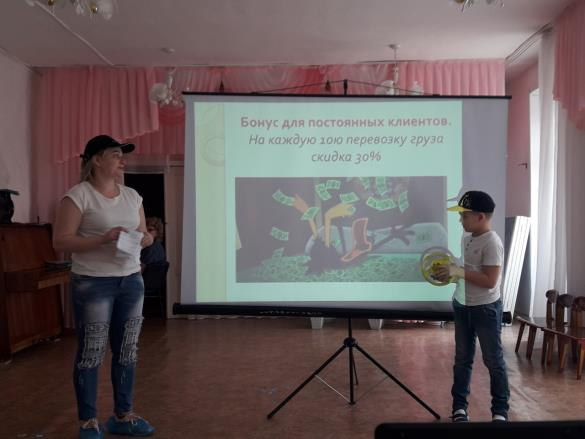 Бонус для постоянных клиентов.
На каждую 10ю перевозку груза
скидка 30%